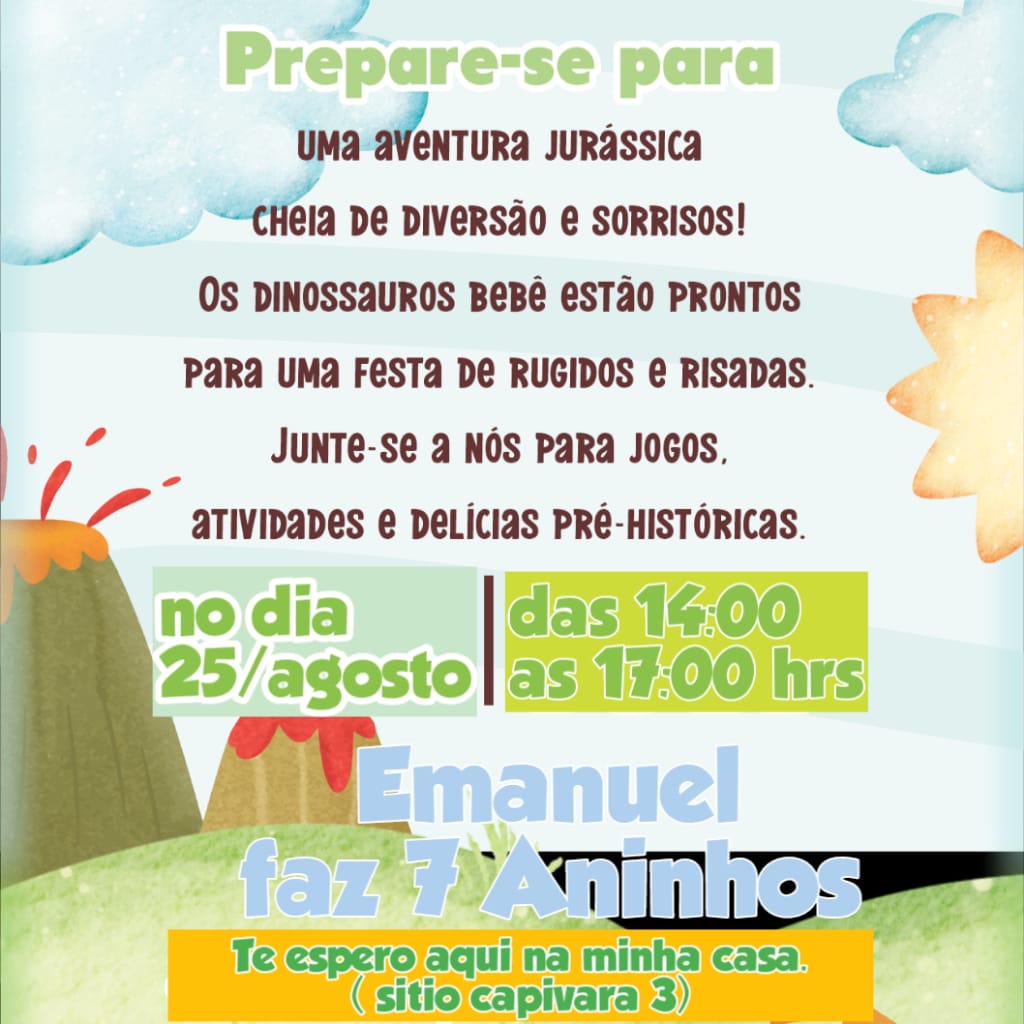 Prepare-se para
uma aventura jurássica
cheia de diversão e sorrisos!
Os dinossauros bebê estão prontos
para uma festa de rugidos e risadas.
Junte-se a nós para jogos,
atividades e delícias pré-históricas.
no dia
25/agosto
das 14:00
as 17:00 hrs
Emanuel
faz 7 Aninhos
Te espero aqui na minha casa.
( sitio capivara 3)